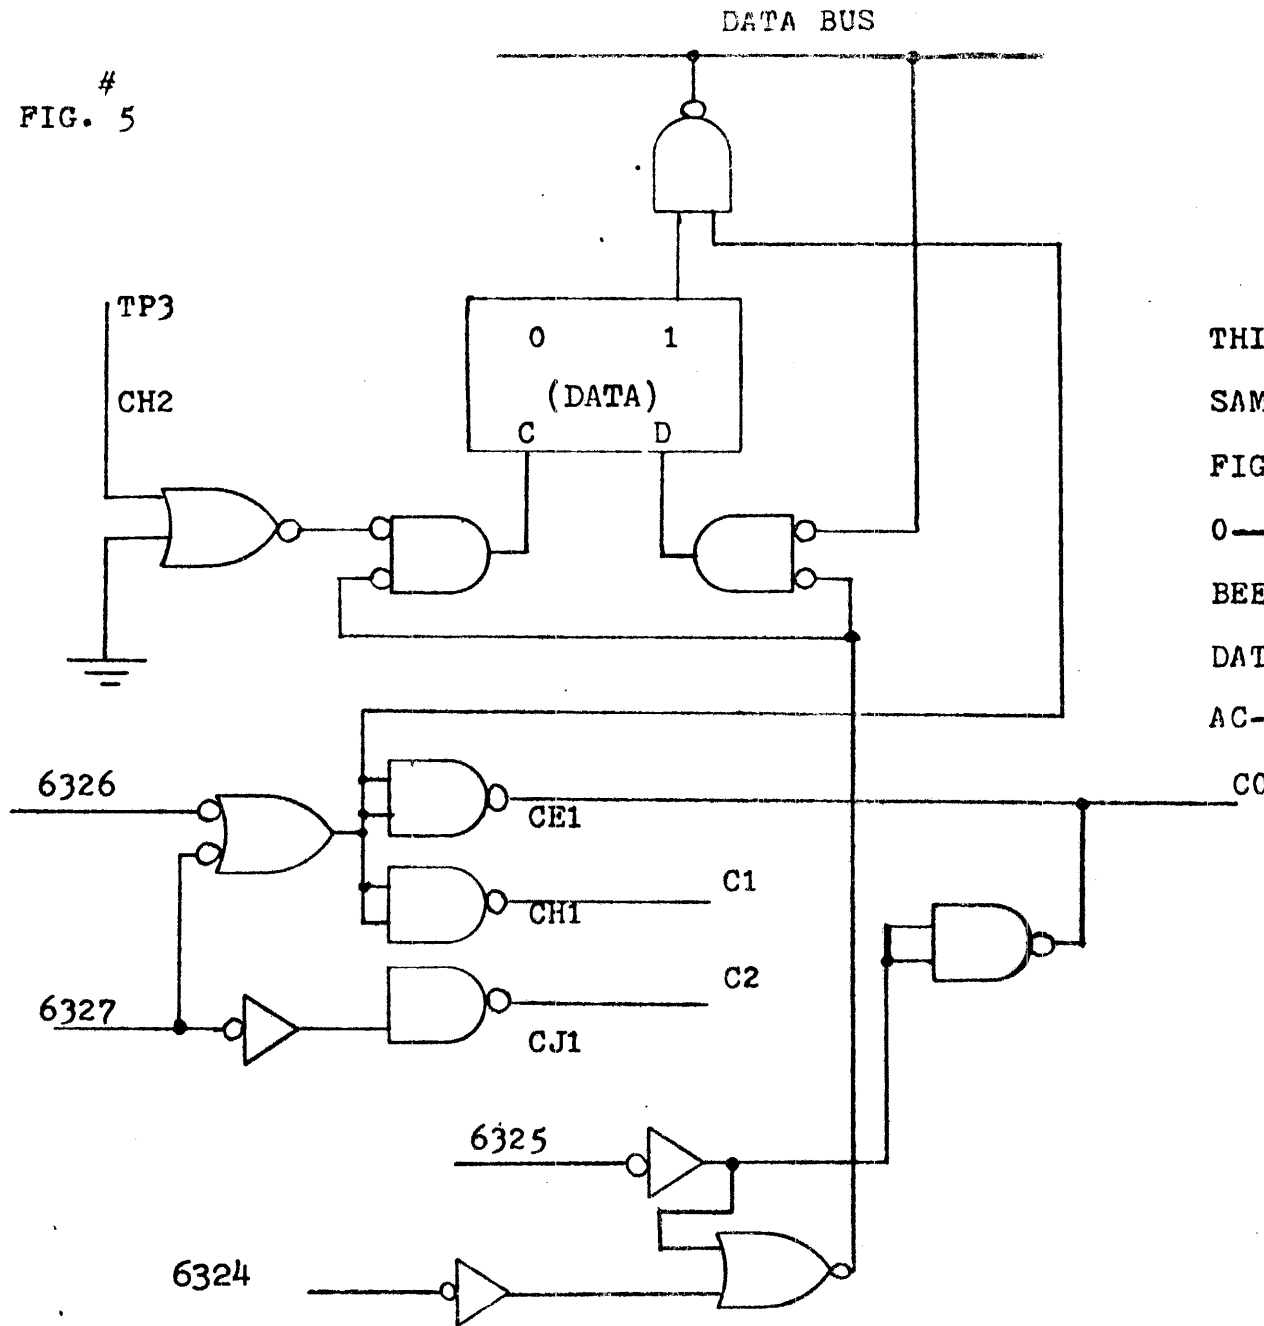 DATA BUS
#
FIG. 5
TP3
CH2
0 1
(DATA)
C D
THI
SAM
FIG
0—
BEE
DAT
AC-
CO
6326
CE1
C1
CH1
C2
6327
CJ1
6325
6324